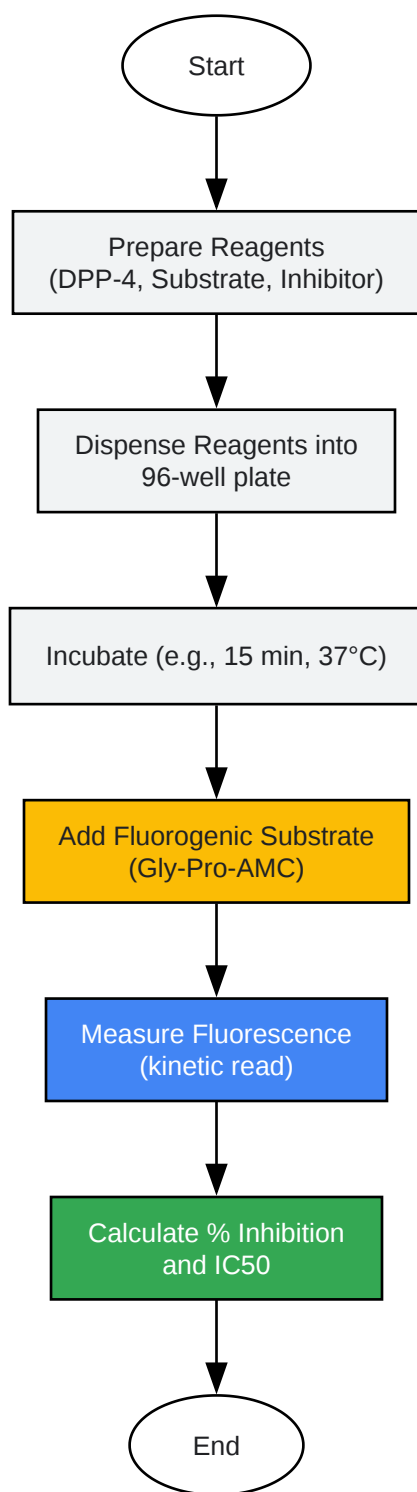 Start
Prepare Reagents
(DPP-4, Substrate, Inhibitor)
Dispense Reagents into
96-well plate
Incubate (e.g., 15 min, 37°C)
Add Fluorogenic Substrate
(Gly-Pro-AMC)
Measure Fluorescence
(kinetic read)
Calculate % Inhibition
and IC50
End